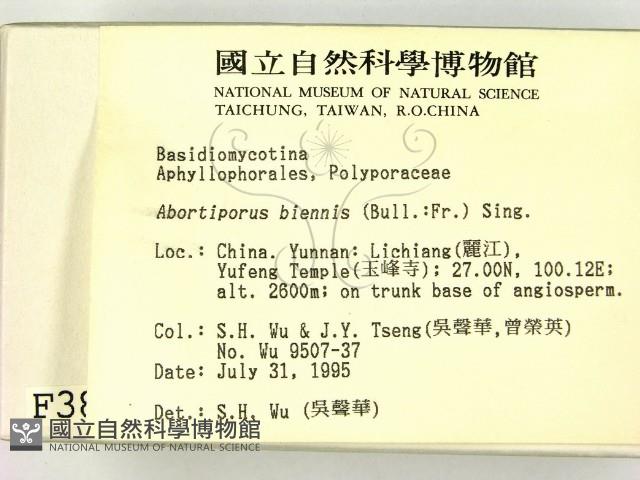 國立自然科學博物館
NATIONAL MUSEUM OF NATURAL SCIENCE
TAICHUNG, TAIWAN, R.O.CHINA
Basidiomycotina
Aphyllophorales, Polyporaceae
Abortiporus biennis (Bull.:Fr.) Sing.
Loc.: China. Yunnan: Lichiang(麗江),
Yufeng Temple(玉峰寺); 27.00N, 100.12E;
alt. 2600m; on trunk base of angiosperm.
Col.: S.H. Wu & J.Y. Tseng(吳聲華,曾榮英)
No. Wu 9507-37
Date: July 31, 1995
Det.: S.H. Wu (吳聲華)
國立自然科學博物館
NATIONAL MUSEUM OF NATURAL SCIENCE